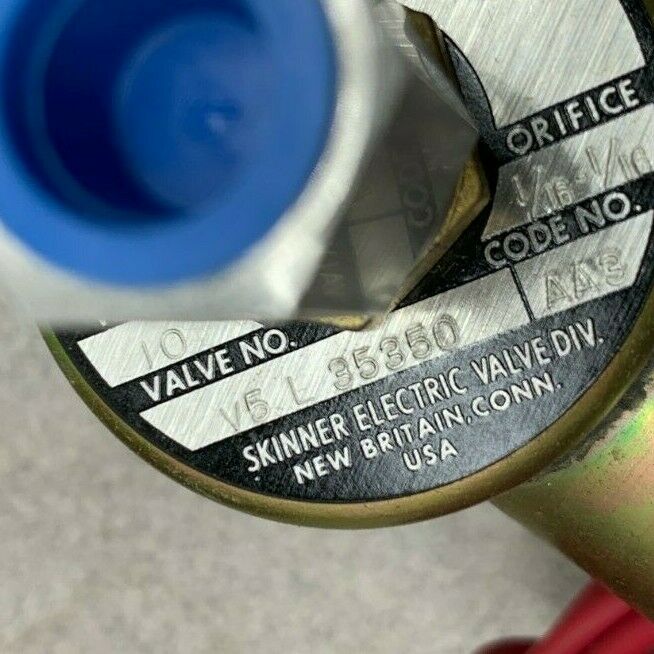 ORIFICE
1/16-1/16
CODE NO.
AA3
10
VALVE NO.
V5 L 35350
SKINNER ELECTRIC VALVE DIV.
NEW BRITAIN, CONN.
USA